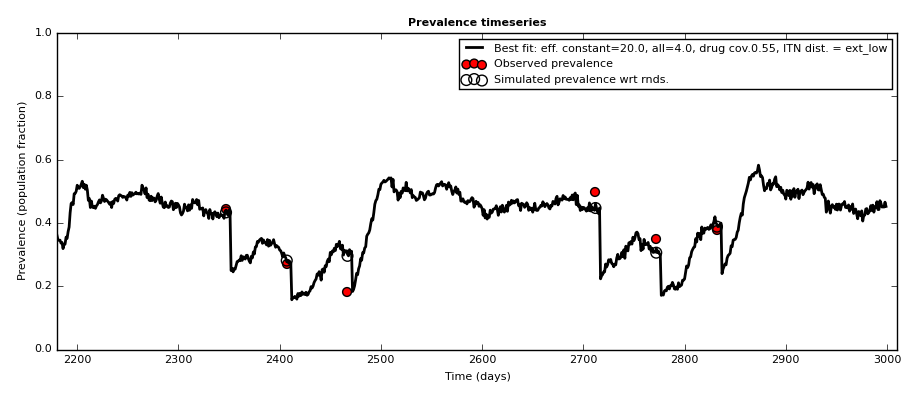 Prevalence timeseries
Best fit: eff. constant=20.0, all=4.0, drug cov.0.55, ITN dist. = ext_low
Observed prevalence
Simulated prevalence wrt rnds.
Prevalence (population fraction)
1.0
0.8
0.6
0.4
0.2
0.0
2200 2300 2400 2500 2600 2700 2800 2900 3000
Time (days)